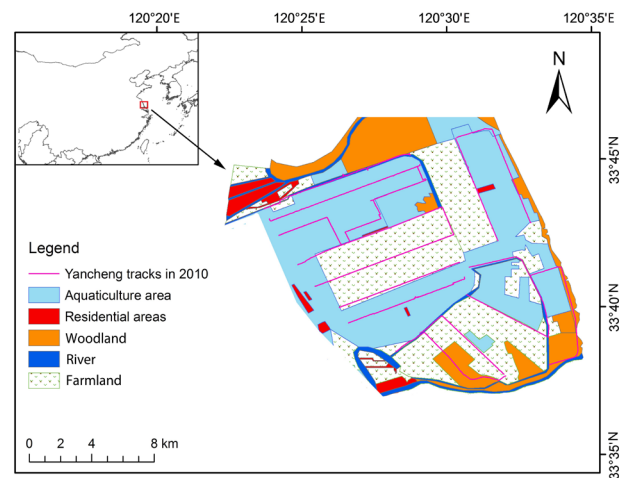 120°20'E 120°25'E 120°30'E 120°35'E
N
33°45'N
Legend
Yancheng tracks in 2010
Aquaculture area
Residential areas
Woodland
River
Farmland
33°40'N
0 2 4 8 km
33°35'N